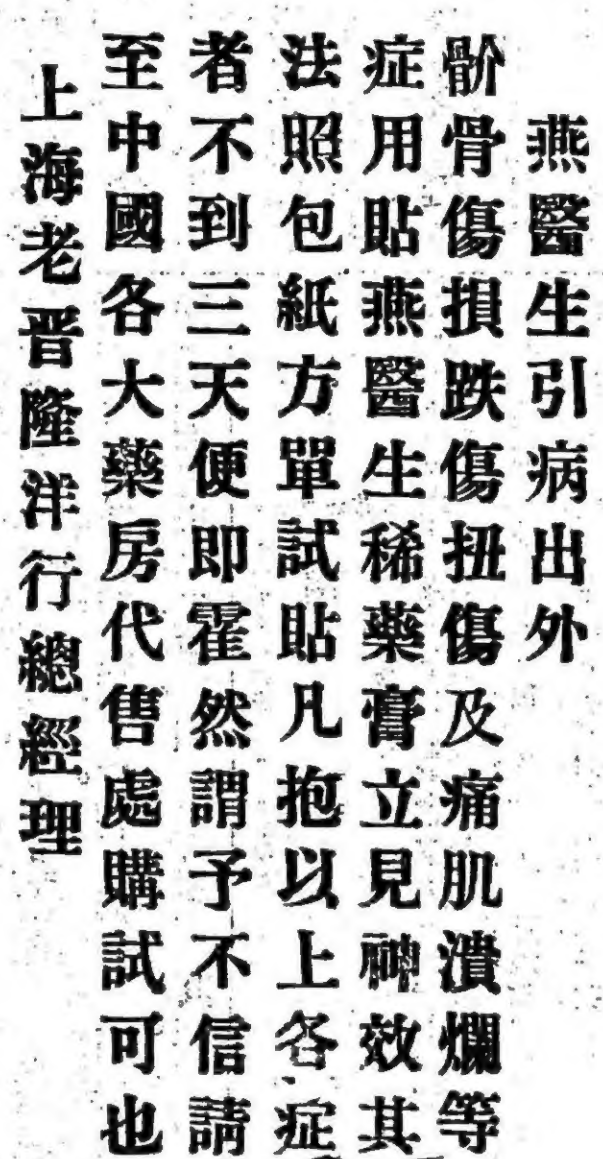 燕醫生引病出外
骱骨傷損跌傷扭傷及痛肌潰爛等
症用貼燕醫生稀藥膏立見神效其
法照包紙方單試貼凡抱以上各症
者不到三天便即霍然謂予不信請
至中國各大藥房代售處購試可也
上海老晋隆洋行總經理